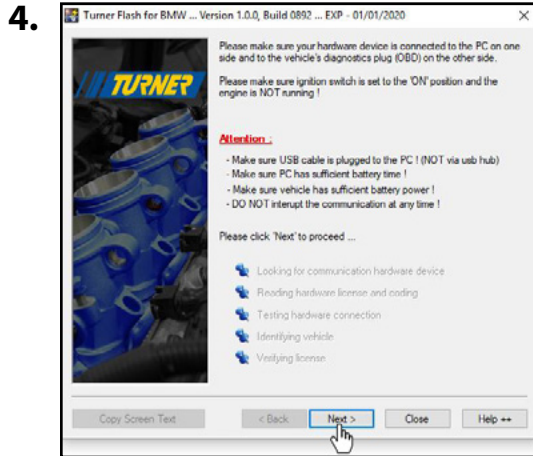 4.
Turner Flash for BMW ... Version 1.0.0, Build 0892 ... EXP - 01/01/2020
Please make sure your hardware device is connected to the PC on one
side and to the vehicle's diagnostics plug (OBD) on the other side.
Please make sure ignition switch is set to the 'ON' position and the
engine is NOT running !
TURNER
Attention :
- Make sure USB cable is plugged to the PC ! (NOT via usb hub)
- Make sure PC has sufficient battery time !
- Make sure vehicle has sufficient battery power !
- DO NOT interupt the communication at any time !
Please click 'Next' to proceed ...
Looking for communication hardware device
Reading hardware license and coding
Testing hardware connection
Identifying vehicle
Verifying license
Copy Screen Text
< Back
Next >
Close
Help ↔